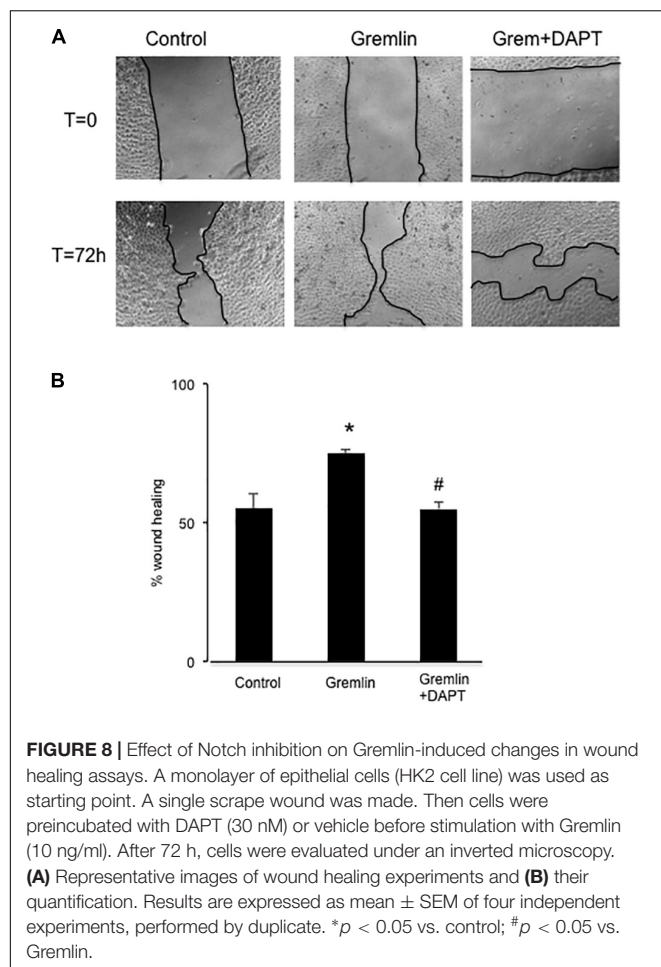 A
Control Gremlin Grem+DAPT
T=0
T=72h
B
100
50
0
% wound healing
*
#
Control Gremlin Gremlin
+DAPT
FIGURE 8 | Effect of Notch inhibition on Gremlin-induced changes in wound
healing assays. A monolayer of epithelial cells (HK2 cell line) was used as
starting point. A single scrape wound was made. Then cells were
preincubated with DAPT (30 nM) or vehicle before stimulation with Gremlin
(10 ng/ml). After 72 h, cells were evaluated under an inverted microscopy.
(A) Representative images of wound healing experiments and (B) their
quantification. Results are expressed as mean ± SEM of four independent
experiments, performed by duplicate. *p < 0.05 vs. control; #p < 0.05 vs.
Gremlin.